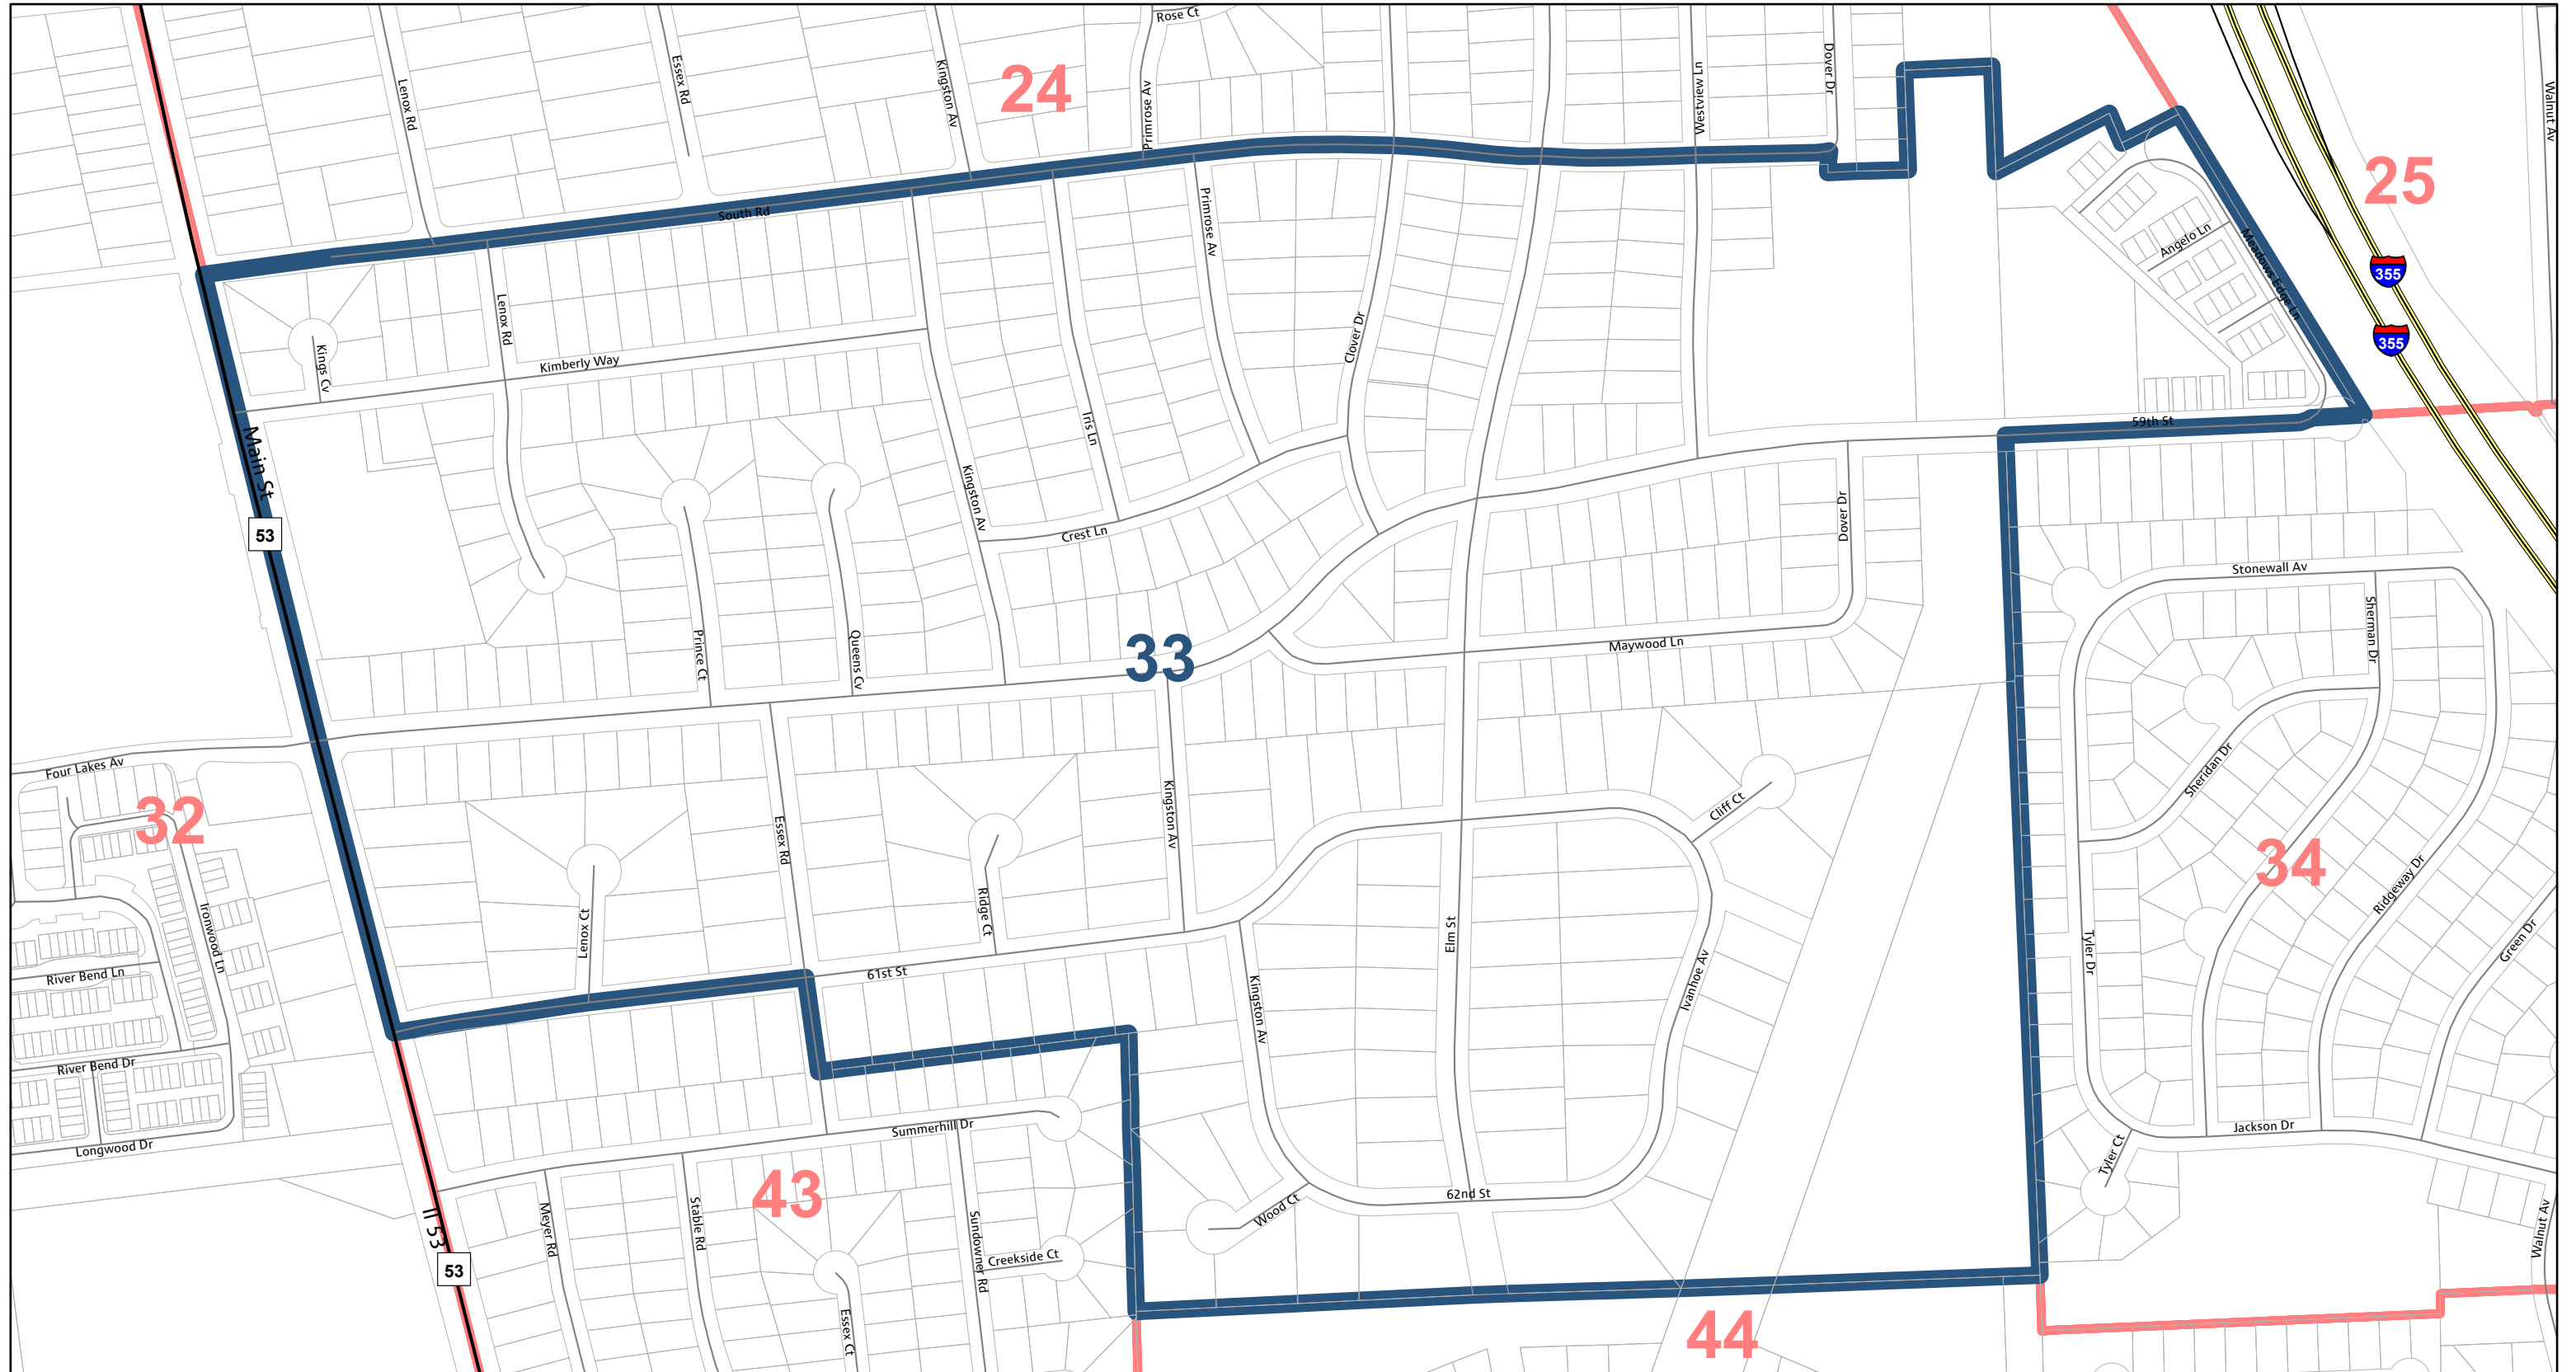 Rose Ct
24
Lenox Rd
Essex Rd
Kingston Av
Primrose Av
Westview Ln
Dover Dr
Walnut Av
25
South Rd
Primrose Av
Angelo Ln
Meadows Edge Ln
355
355
Lenox Rd
Kings Cv
Kimberly Way
Clover Dr
Iris Ln
59th St
Main St
53
Kingston Av
Crest Ln
Dover Dr
Stonewall Av
Sherman Dr
Prince Ct
Queens Cv
33
Maywood Ln
Four Lakes Av
32
Sheridan Dr
Cliff Ct
Kingston Av
Essex Rd
34
Ridgeway Dr
Ridge Ct
Lenox Ct
Ironwood Ln
Elm St
Green Dr
Tyler Dr
River Bend Ln
61st St
Kingston Av
Ivanhoe Av
River Bend Dr
Summerhill Dr
Longwood Dr
Jackson Dr
Tyler Ct
43
62nd St
Wood Ct
Meyer Rd
Stable Rd
Sundowner Rd
Walnut Av
Il 53
53
Creekside Ct
Essex Ct
44